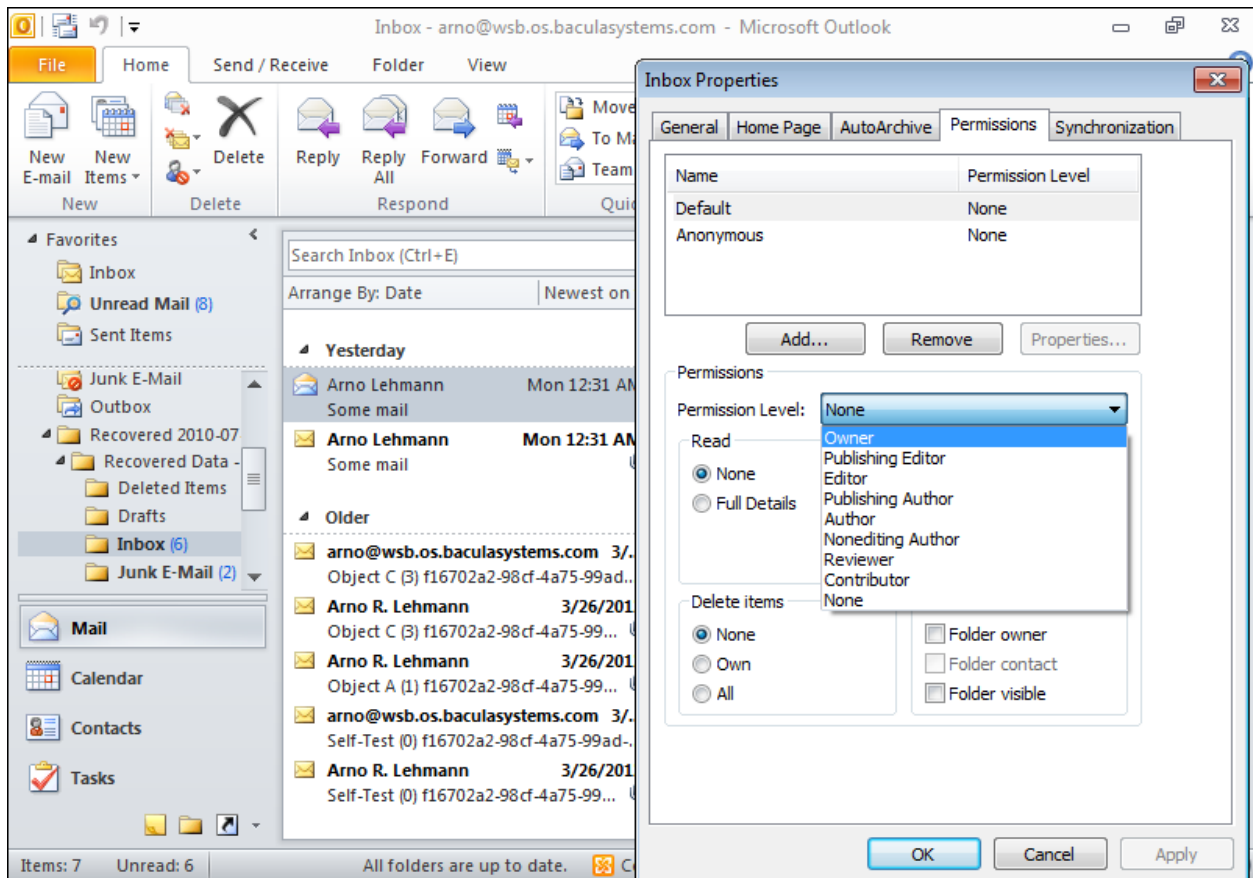 Inbox - arno@wsb.os.baculasystems.com - Microsoft Outlook
File Home Send / Receive Folder View
New E-mail
New Items
Delete
Reply
Reply All
Forward
Move
To Ma
Team
New Delete Respond Quic
Favorites
Inbox
Unread Mail (8)
Sent Items
Junk E-Mail
Outbox
Recovered 2010-07
Recovered Data -
Deleted Items
Drafts
Inbox (6)
Junk E-Mail (2)
Mail
Calendar
Contacts
Tasks
Search Inbox (Ctrl+E)
Arrange By: Date Newest on
Yesterday
Arno Lehmann Mon 12:31 AM
Some mail
Arno Lehmann Mon 12:31 AM
Some mail
Older
arno@wsb.os.baculasystems.com 3/...
Object C (3) f16702a2-98cf-4a75-99ad...
Arno R. Lehmann 3/26/201
Object C (3) f16702a2-98cf-4a75-99...
Arno R. Lehmann 3/26/201
Object A (1) f16702a2-98cf-4a75-99...
arno@wsb.os.baculasystems.com 3/...
Self-Test (0) f16702a2-98cf-4a75-99ad-...
Arno R. Lehmann 3/26/201
Self-Test (0) f16702a2-98cf-4a75-99...
Items: 7 Unread: 6 All folders are up to date. Co
Inbox Properties
General Home Page AutoArchive Permissions Synchronization
Name Permission Level
Default None
Anonymous None
Add... Remove Properties...
Permissions
Permission Level: None
Owner
Publishing Editor
Editor
Publishing Author
Author
Nonediting Author
Reviewer
Contributor
None
Read
None
Full Details
Delete items
None
Own
All
Folder owner
Folder contact
Folder visible
OK Cancel Apply